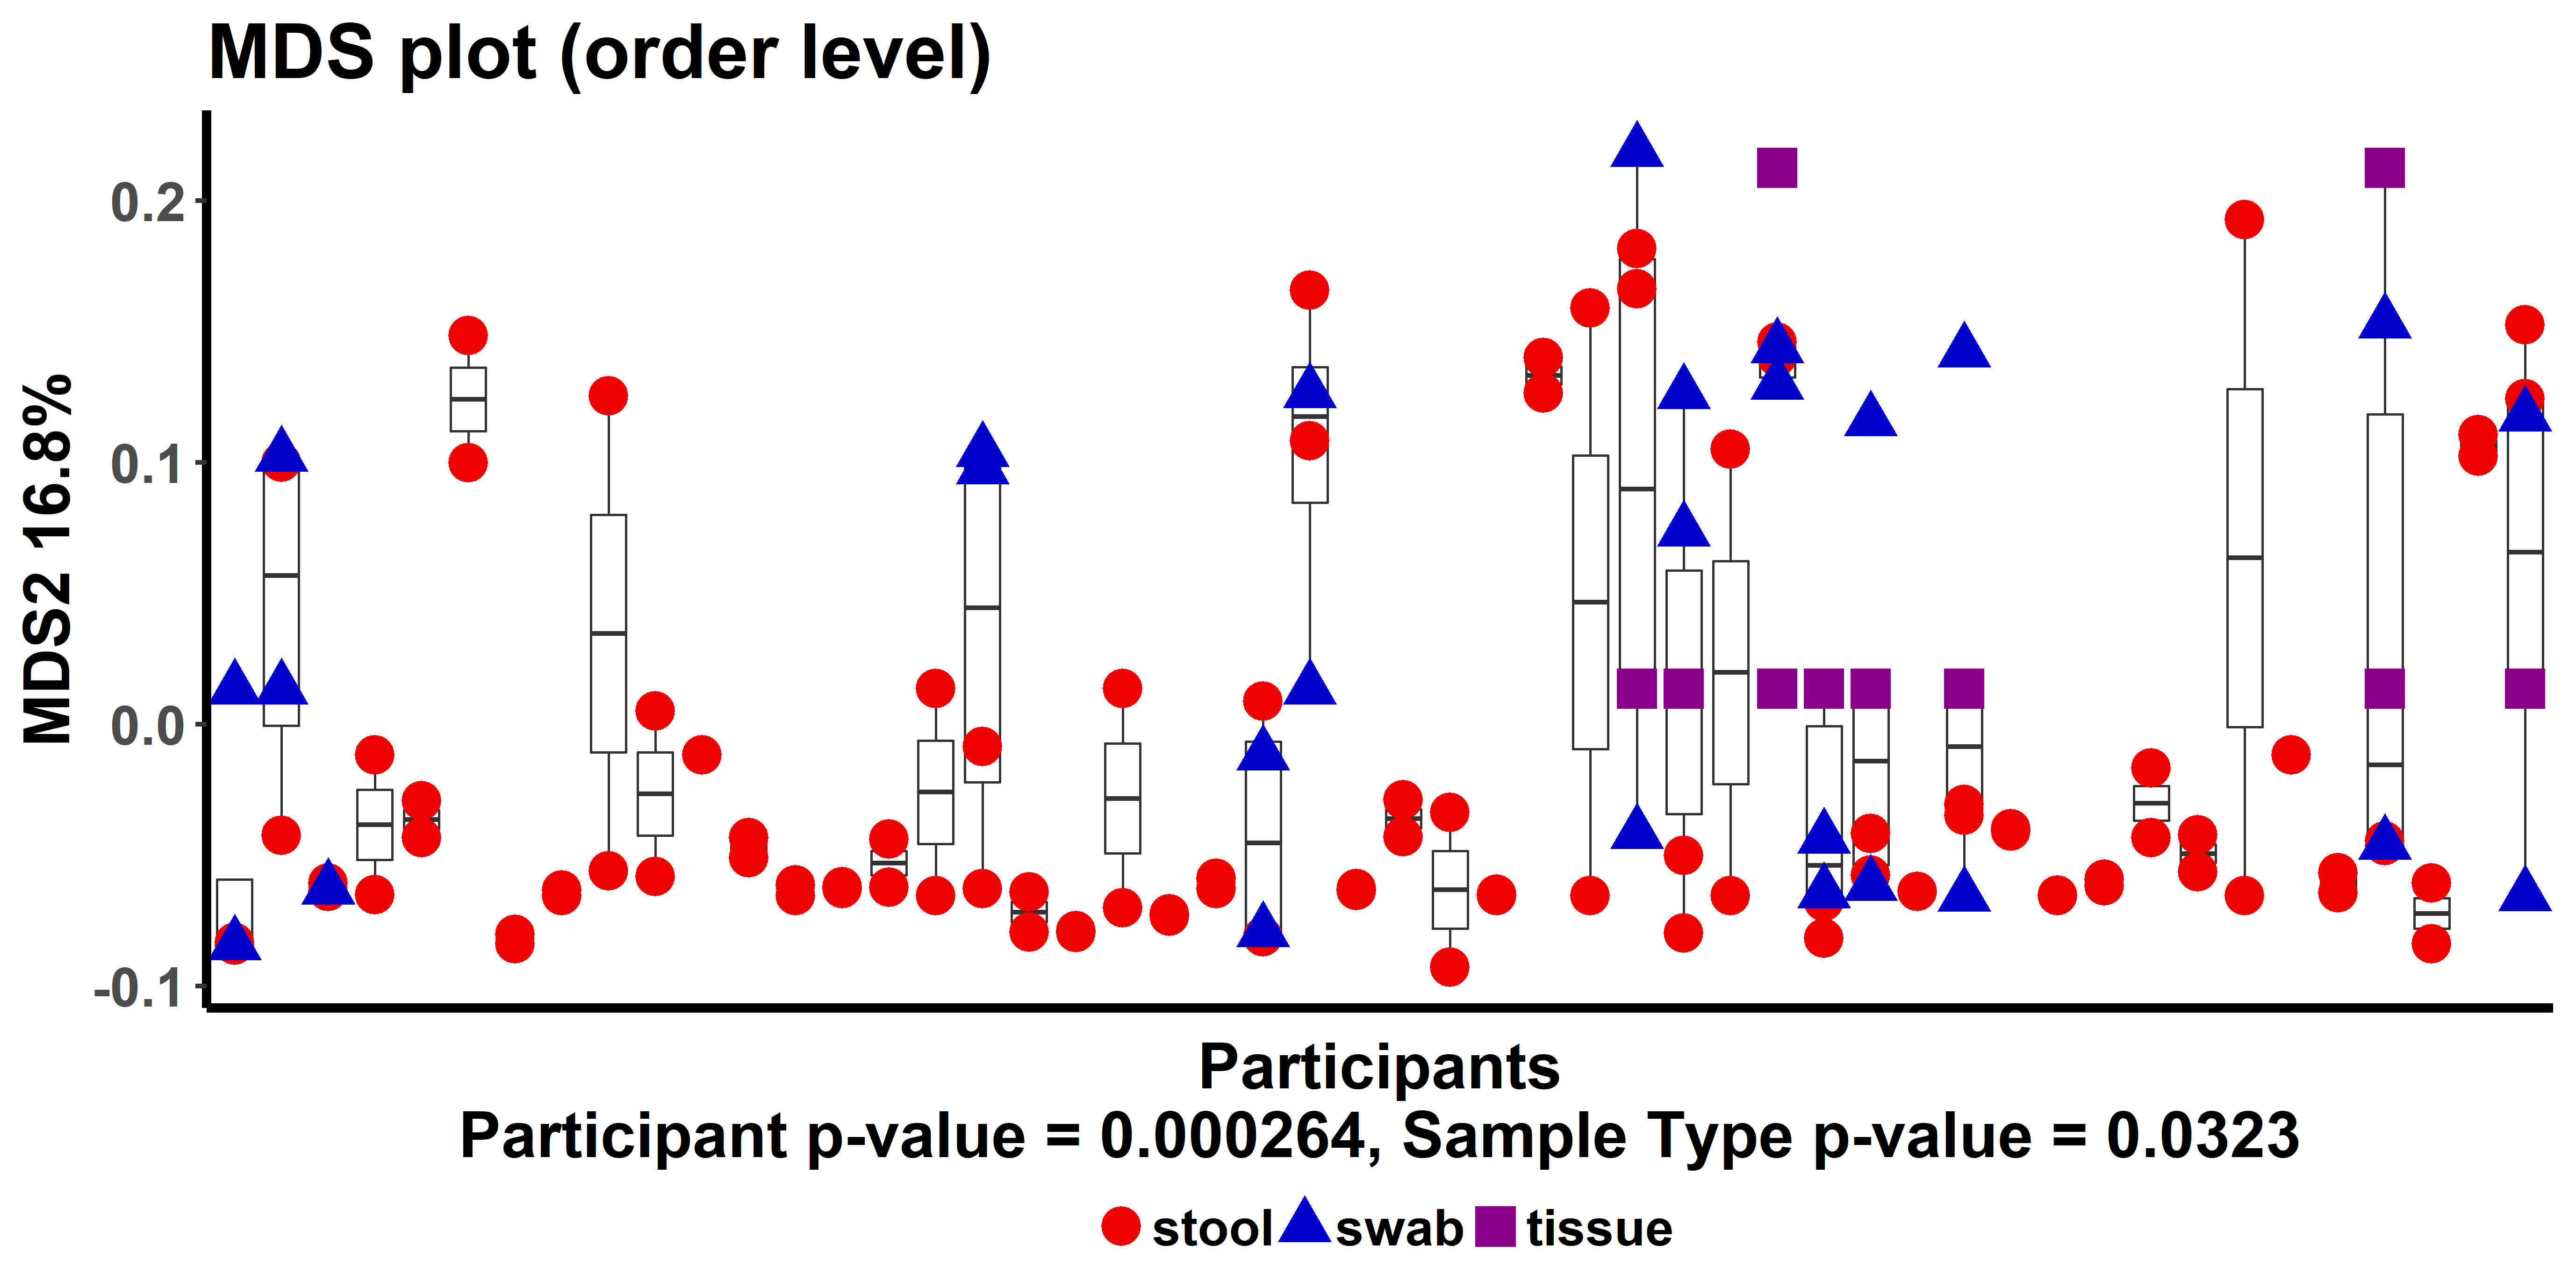 MDS plot (order level)
MDS2 16.8%
0.2
0.1
0.0
-0.1
Participants
Participant p-value = 0.000264, Sample Type p-value = 0.0323
stool swab tissue